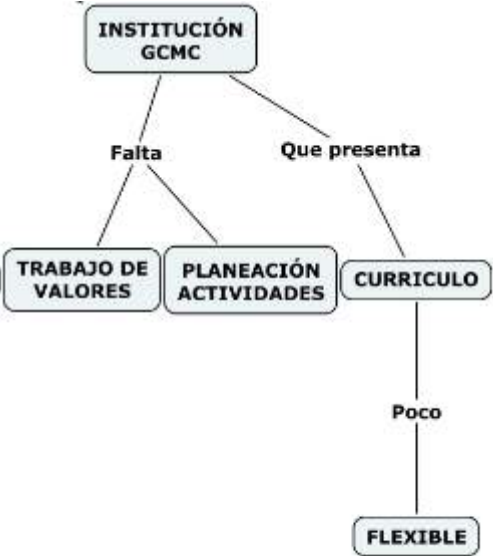 INSTITUCIÓN
GCMC
Falta
Que presenta
TRABAJO DE
VALORES
PLANEACIÓN
ACTIVIDADES
CURRICULO
Poco
FLEXIBLE